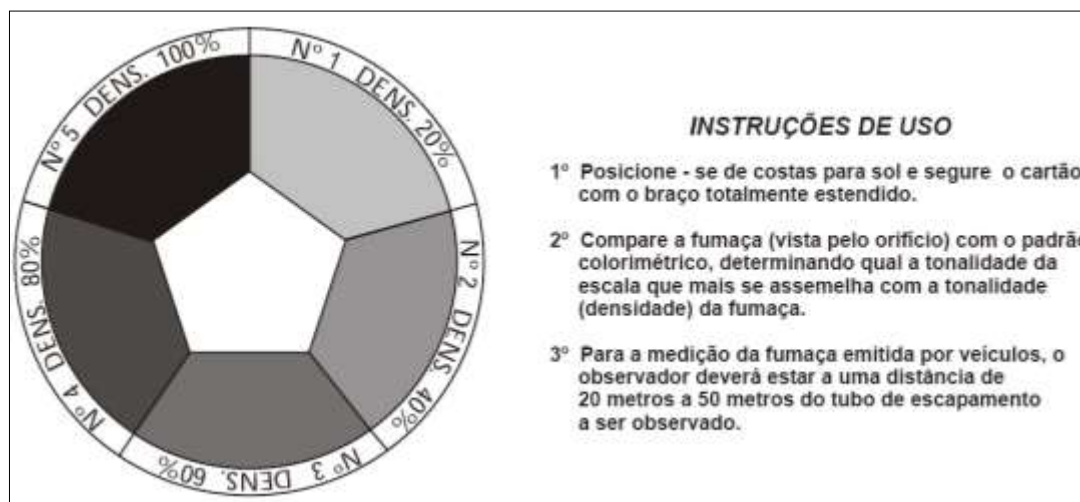 Nº 1 DENS. 20%
Nº 2 DENS. 40%
Nº 3 DENS. 60%
Nº 4 DENS. 80%
Nº 5 DENS. 100%
INSTRUÇÕES DE USO
1º Posicione - se de costas para sol e segure o cartão
com o braço totalmente estendido.
2º Compare a fumaça (vista pelo orifício) com o padrã
colorimétrico, determinando qual a tonalidade da
escala que mais se assemelha com a tonalidade
(densidade) da fumaça.
3º Para a medição da fumaça emitida por veículos, o
observador deverá estar a uma distância de
20 metros a 50 metros do tubo de escapamento
a ser observado.